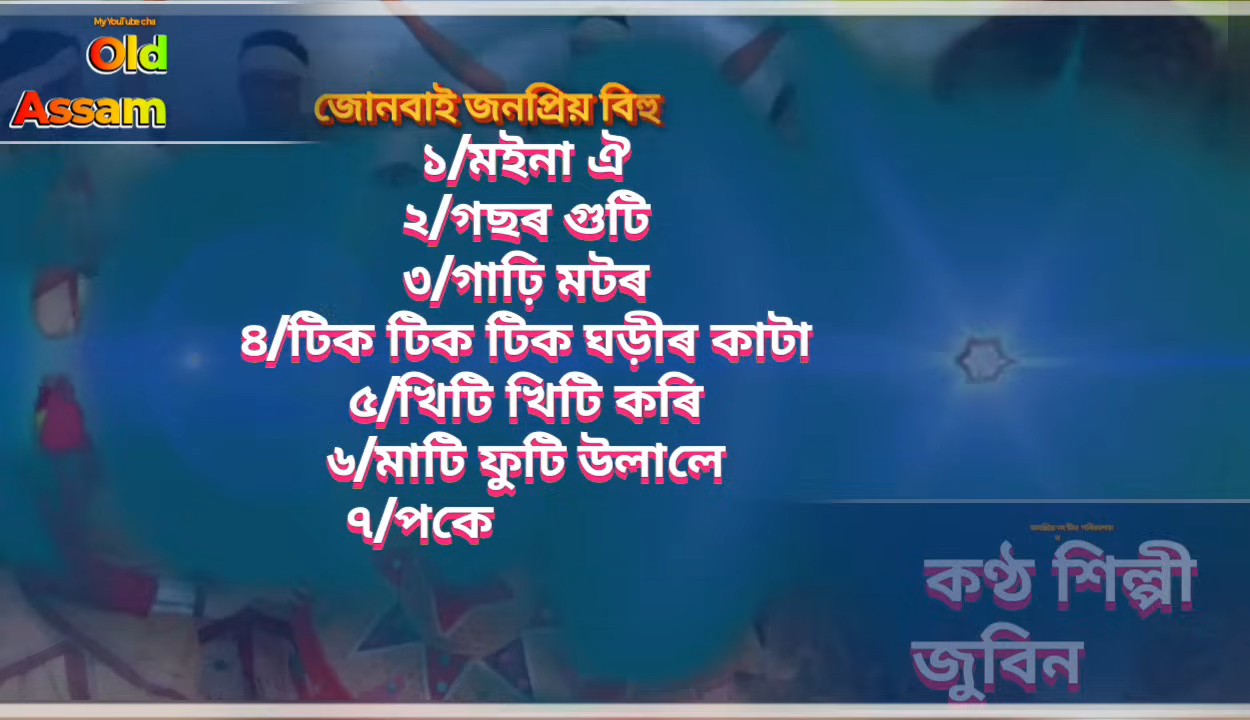 My YouTube cha
Old
Assam
জোনবাই জনপ্ৰিয় বিহু
১/মইনা ঐ
২/গছৰ গুটি
৩/গাঢ়ি মটৰ
৪/টিক টিক টিক ঘড়ীৰ কাটা
৫/খিটি খিটি কৰি
৬/মাটি ফুটি উলালে
৭/পকে
কণ্ঠ শিল্পী
জুবিন